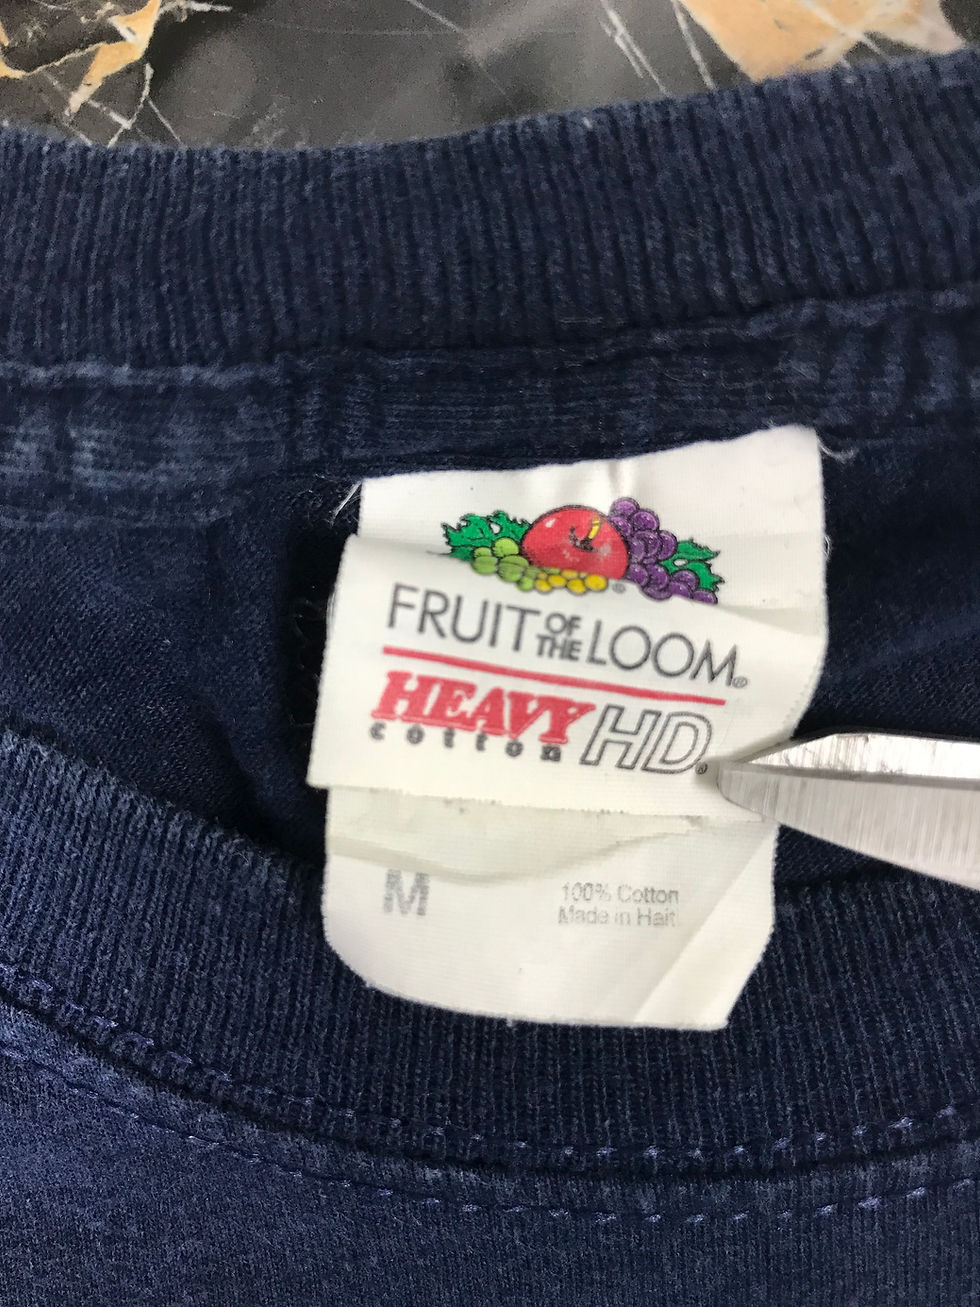 FRUIT OF THE LOOM®
HEAVY cotton HD®
M
100% Cotton
Made in Haiti